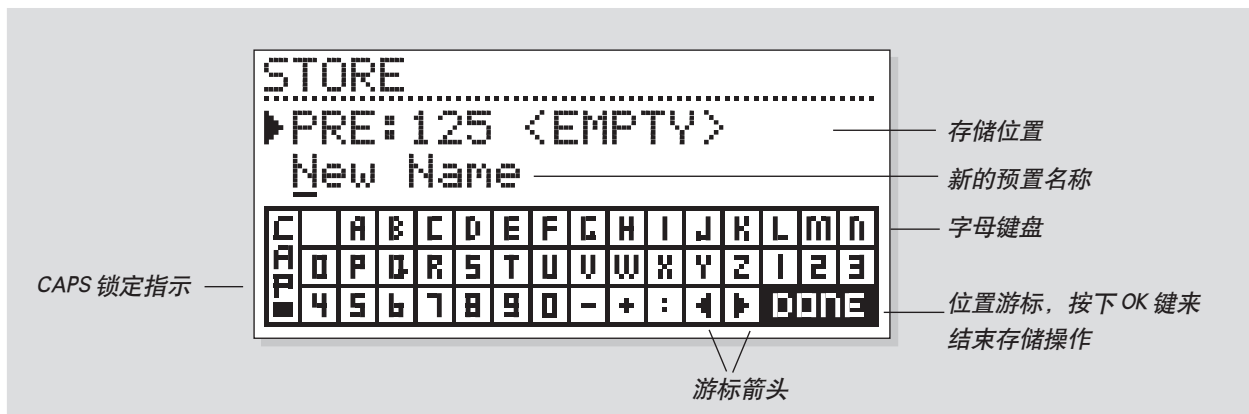 STORE
PRE:125 <EMPTY>
存储位置
New Name
新的预置名称
CAP
A B C D E F G H I J K L M N
字母键盘
O P Q R S T U V W X Y Z 1 2 3
CAPS 锁定指示
4 5 6 7 8 9 0 - + : ◀ ▶ DONE
位置游标，按下 OK 键来
结束存储操作
游标箭头